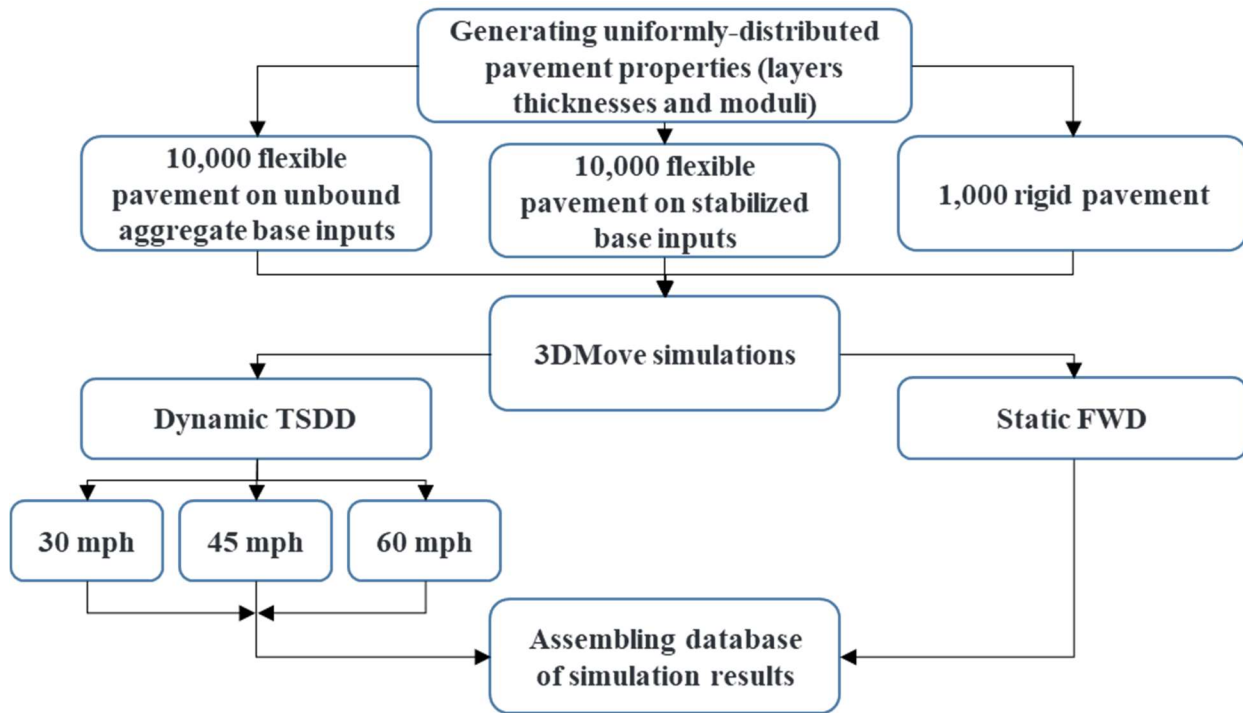 Generating uniformly-distributed
pavement properties (layers
thicknesses and moduli)
10,000 flexible
pavement on unbound
aggregate base inputs
10,000 flexible
pavement on stabilized
base inputs
1,000 rigid pavement
3DMove simulations
Dynamic TSDD
Static FWD
30 mph
45 mph
60 mph
Assembling database
of simulation results